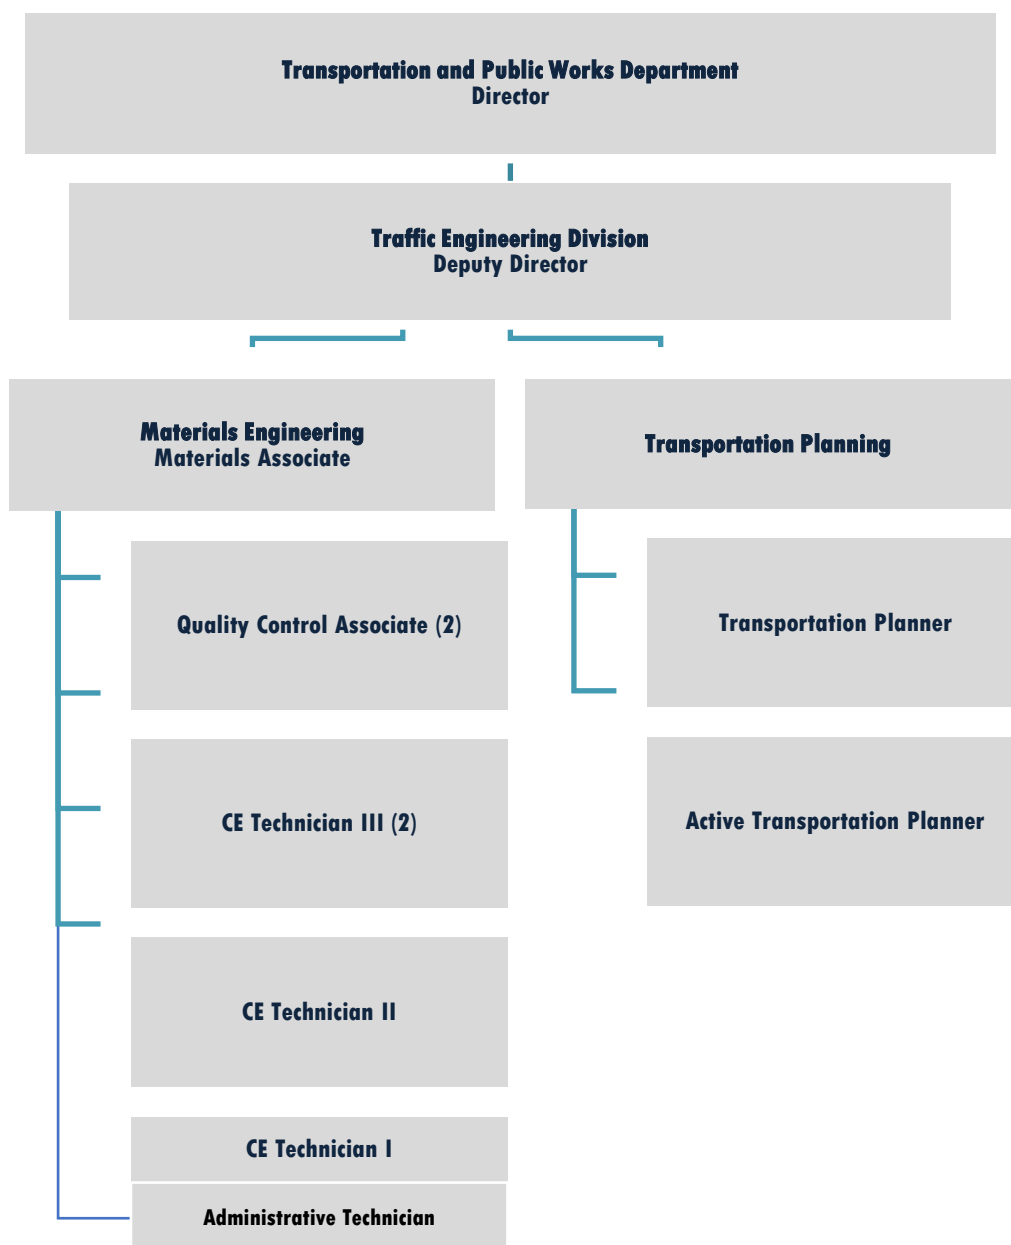 Transportation and Public Works Department
Director
Traffic Engineering Division
Deputy Director
Materials Engineering
Materials Associate
Transportation Planning
Quality Control Associate (2)
Transportation Planner
CE Technician III (2)
Active Transportation Planner
CE Technician II
CE Technician I
Administrative Technician